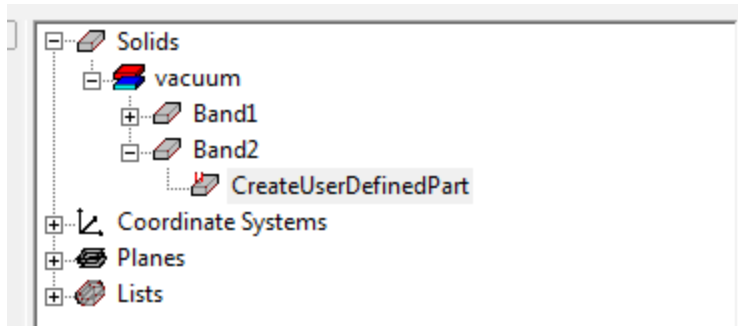 Solids
vacuum
Band1
Band2
CreateUserDefinedPart
Coordinate Systems
Planes
Lists